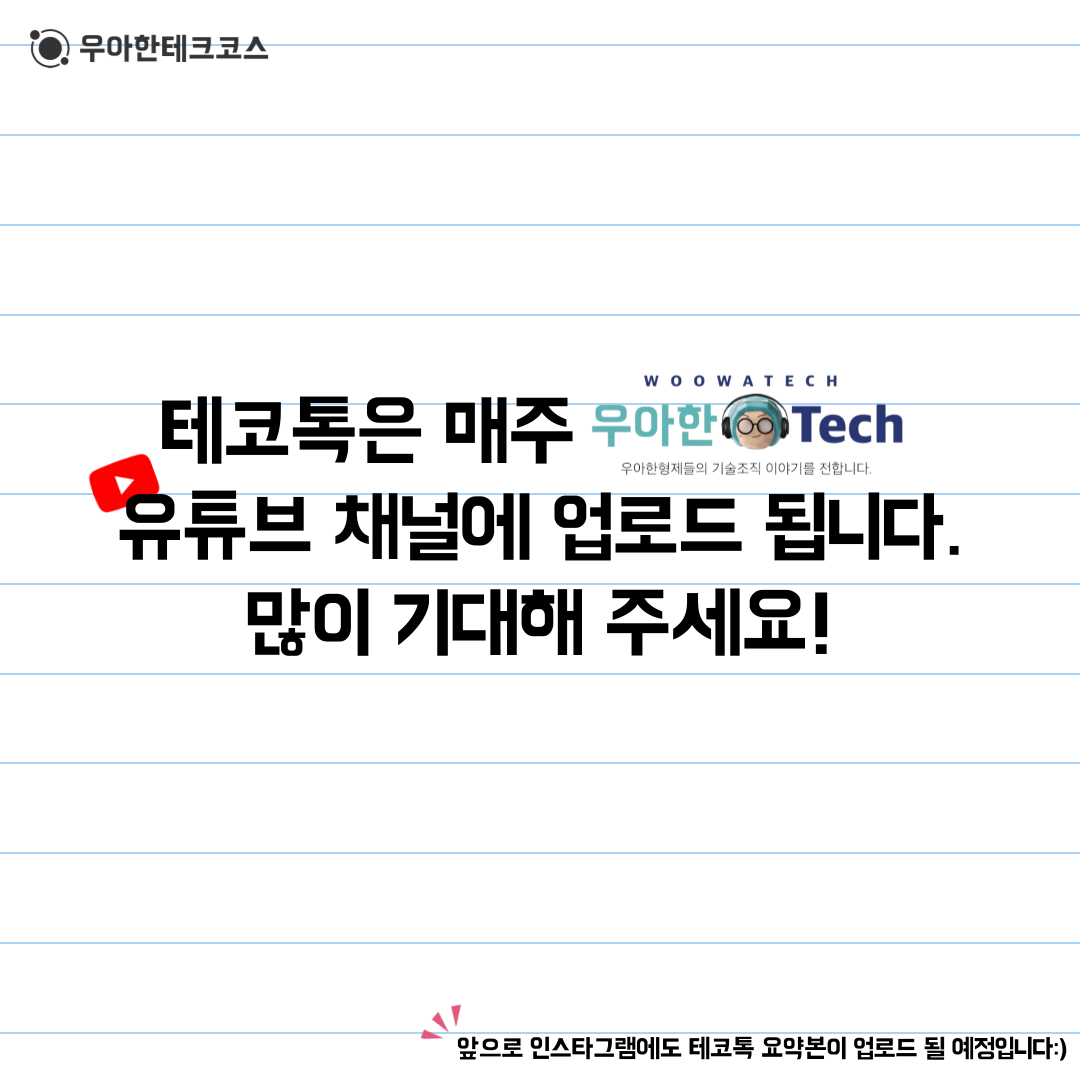 우아한테크코스
WOOWATECH
테코톡은 매주 우아한Tech
우아한형제들의 기술조직 이야기를 전합니다.
유튜브 채널에 업로드 됩니다.
많이 기대해 주세요!
앞으로 인스타그램에도 테코톡 요약본이 업로드 될 예정입니다:)